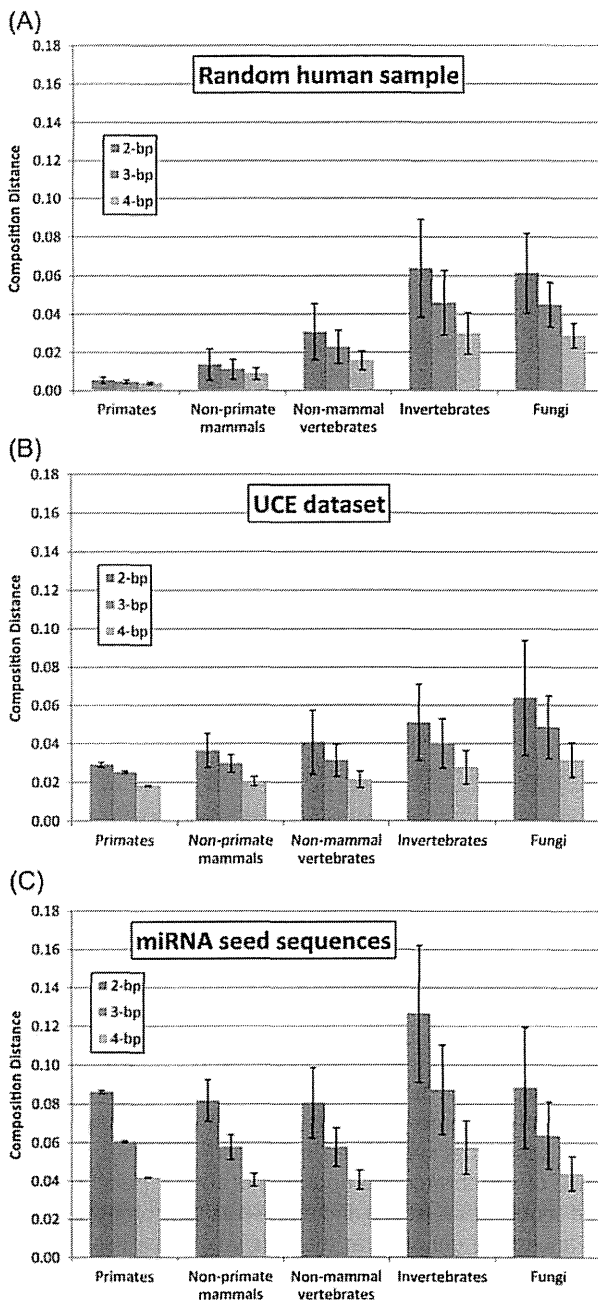 (A)
0.18
Random human sample
0.16
0.14
0.12
2-bp
3-bp
4-bp
0.10
0.08
0.06
0.04
0.02
0.00
Composition Distance
Primates
Non-primate mammals
Non-mammal vertebrates
Invertebrates
Fungi
(B)
0.18
UCE dataset
0.16
0.14
0.12
2-bp
3-bp
4-bp
0.10
0.08
0.06
0.04
0.02
0.00
Composition Distance
Primates
Non-primate mammals
Non-mammal vertebrates
Invertebrates
Fungi
(C)
0.18
miRNA seed sequences
0.16
0.14
2-bp
3-bp
4-bp
0.12
0.10
0.08
0.06
0.04
0.02
0.00
Composition Distance
Primates
Non-primate mammals
Non-mammal vertebrates
Invertebrates
Fungi